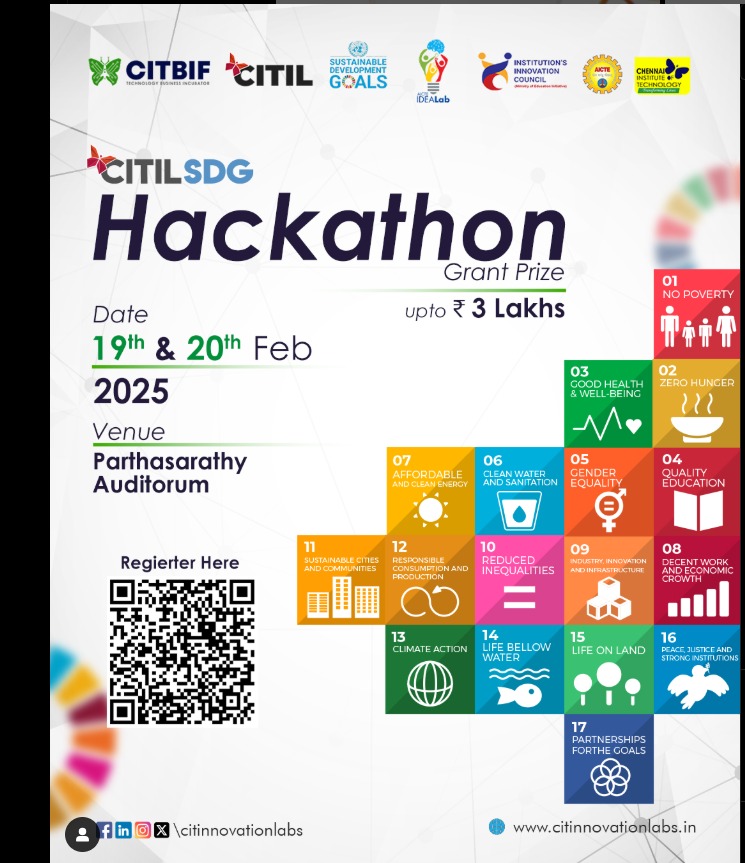 CITBIF
TECHNOLOGY BUSINESS INCUBATOR
CITIL
SUSTAINABLE
DEVELOPMENT
GOALS
IDEALab
INSTITUTION'S
INNOVATION
COUNCIL
(Ministry of Education Initiative)
AICTE
CHENNAI
INSTITUTE OF
TECHNOLOGY
CITILSDG
Hackathon
Grant Prize
upto ₹ 3 Lakhs
Date
19th & 20th Feb
2025
Venue
Parthasarathy
Auditorum
Regierter Here
01
NO POVERTY
02
ZERO HUNGER
03
GOOD HEALTH
& WELL-BEING
04
QUALITY
EDUCATION
05
GENDER
EQUALITY
06
CLEAN WATER
AND SANITATION
07
AFFORDABLE
AND CLEAN ENERGY
08
DECENT WORK
AND ECONOMIC
GROWTH
09
INDUSTRY, INNOVATION
AND INFRASTRUCTURE
10
REDUCED
INEQUALITIES
11
SUSTAINABLE CITIES
AND COMMUNITIES
12
RESPONSIBLE
CONSUMPTION AND
PRODUCTION
13
CLIMATE ACTION
14
LIFE BELLOW
WATER
15
LIFE ON LAND
16
PEACE, JUSTICE AND
STRONG INSTITUTIONS
17
PARTNERSHIPS
FORTHE GOALS
\citinnovationlabs
www.citinnovationlabs.in